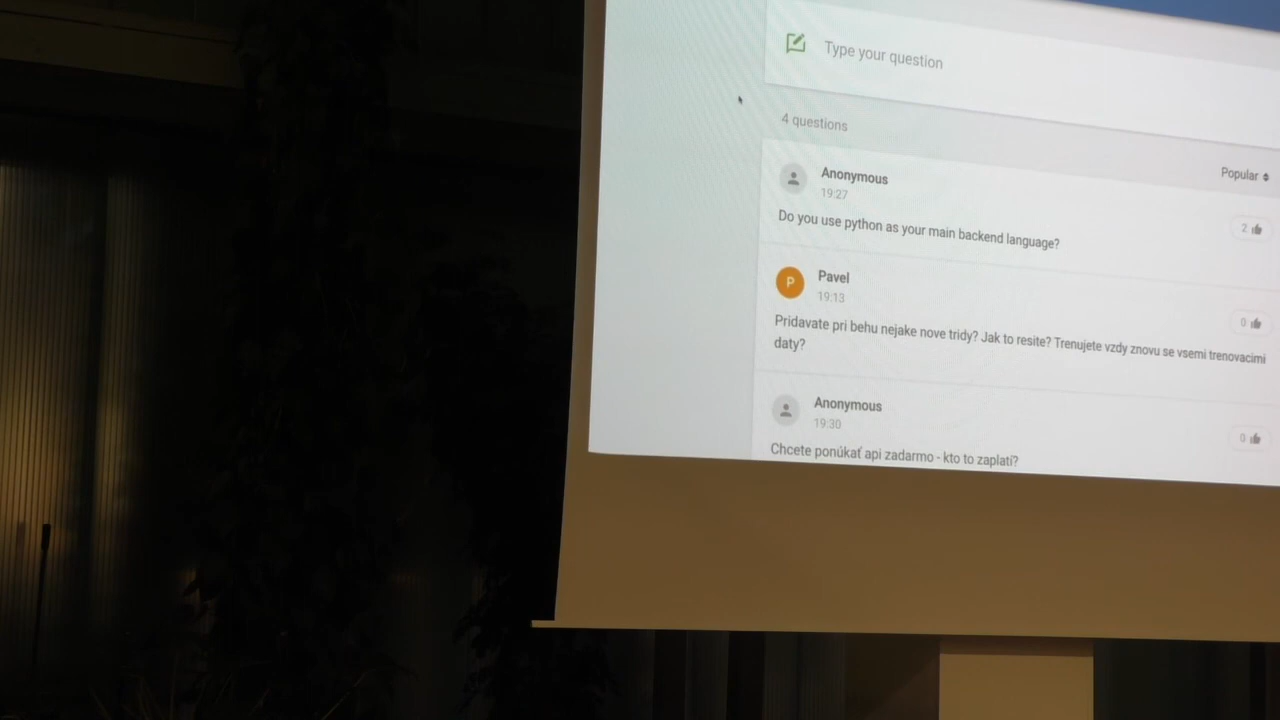 Type your question
4 questions
Popular
Anonymous
19:27
2
Do you use python as your main backend language?
Pavel
19:13
0
P
Pridavate pri behu nejake nove tridy? Jak to resite? Trenujete vzdy znovu se vsemi trenovacimi
daty?
Anonymous
19:30
0
Chcete ponúkať api zadarmo - kto to zaplatí?